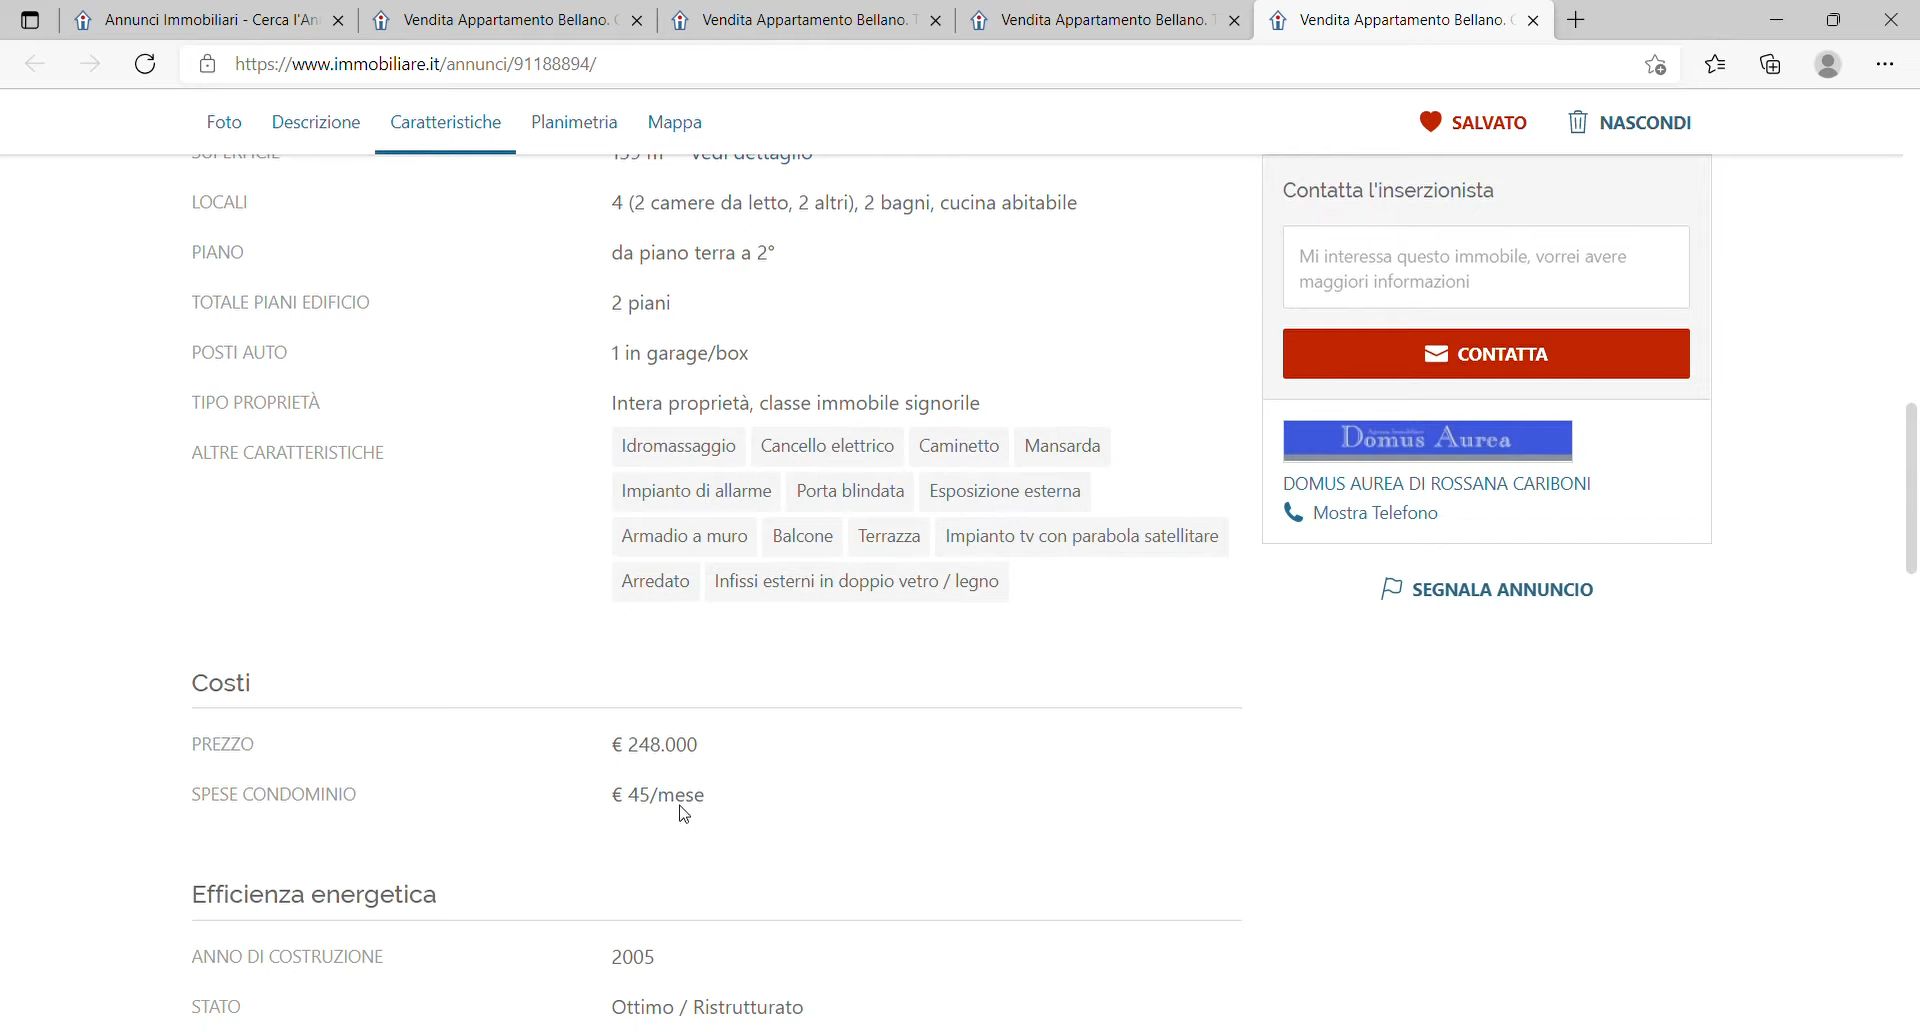 Annunci Immobiliari - Cerca l'An
Vendita Appartamento Bellano.
Vendita Appartamento Bellano.
Vendita Appartamento Bellano.
Vendita Appartamento Bellano.
https://www.immobiliare.it/annunci/91188894/
Foto
Descrizione
Caratteristiche
Planimetria
Mappa
SALVATO
NASCONDI
LOCALI
4 (2 camere da letto, 2 altri), 2 bagni, cucina abitabile
PIANO
da piano terra a 2°
TOTALE PIANI EDIFICIO
2 piani
POSTI AUTO
1 in garage/box
TIPO PROPRIETÀ
Intera proprietà, classe immobile signorile
ALTRE CARATTERISTICHE
Idromassaggio Cancello elettrico Caminetto Mansarda
Impianto di allarme Porta blindata Esposizione esterna
Armadio a muro Balcone Terrazza Impianto tv con parabola satellitare
Arredato Infissi esterni in doppio vetro / legno
Costi
PREZZO
€ 248.000
SPESE CONDOMINIO
€ 45/mese
Efficienza energetica
ANNO DI COSTRUZIONE
2005
STATO
Ottimo / Ristrutturato
Contatta l'inserzionista
Mi interessa questo immobile, vorrei avere
maggiori informazioni
CONTATTA
Domus Aurea
DOMUS AUREA DI ROSSANA CARIBONI
Mostra Telefono
SEGNALA ANNUNCIO